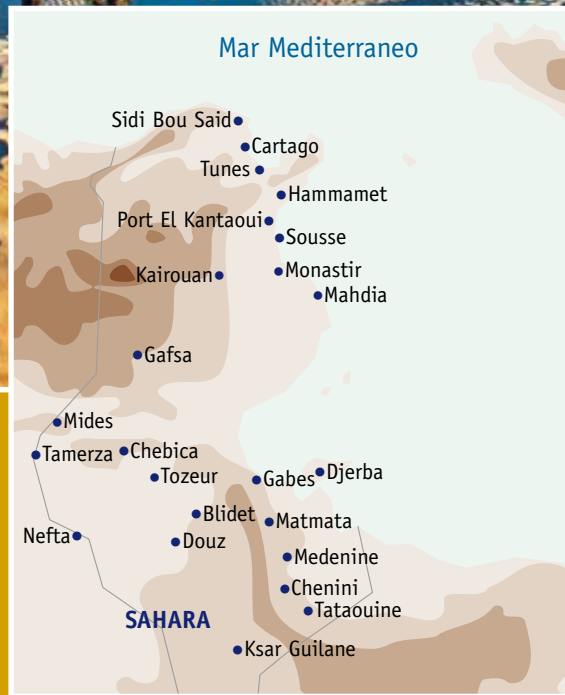 Mar Mediterraneo
Sidi Bou Said
Cartago
Tunes
Hammamet
Port El Kantaoui
Sousse
Kairouan
Monastir
Mahdia
Gafsa
Mides
Tamerza
Chebica
Tozeur
Gabes
Djerba
Blidet
Matmata
Nefta
Douz
Medenine
Chenini
Tataouine
SAHARA
Ksar Guilane